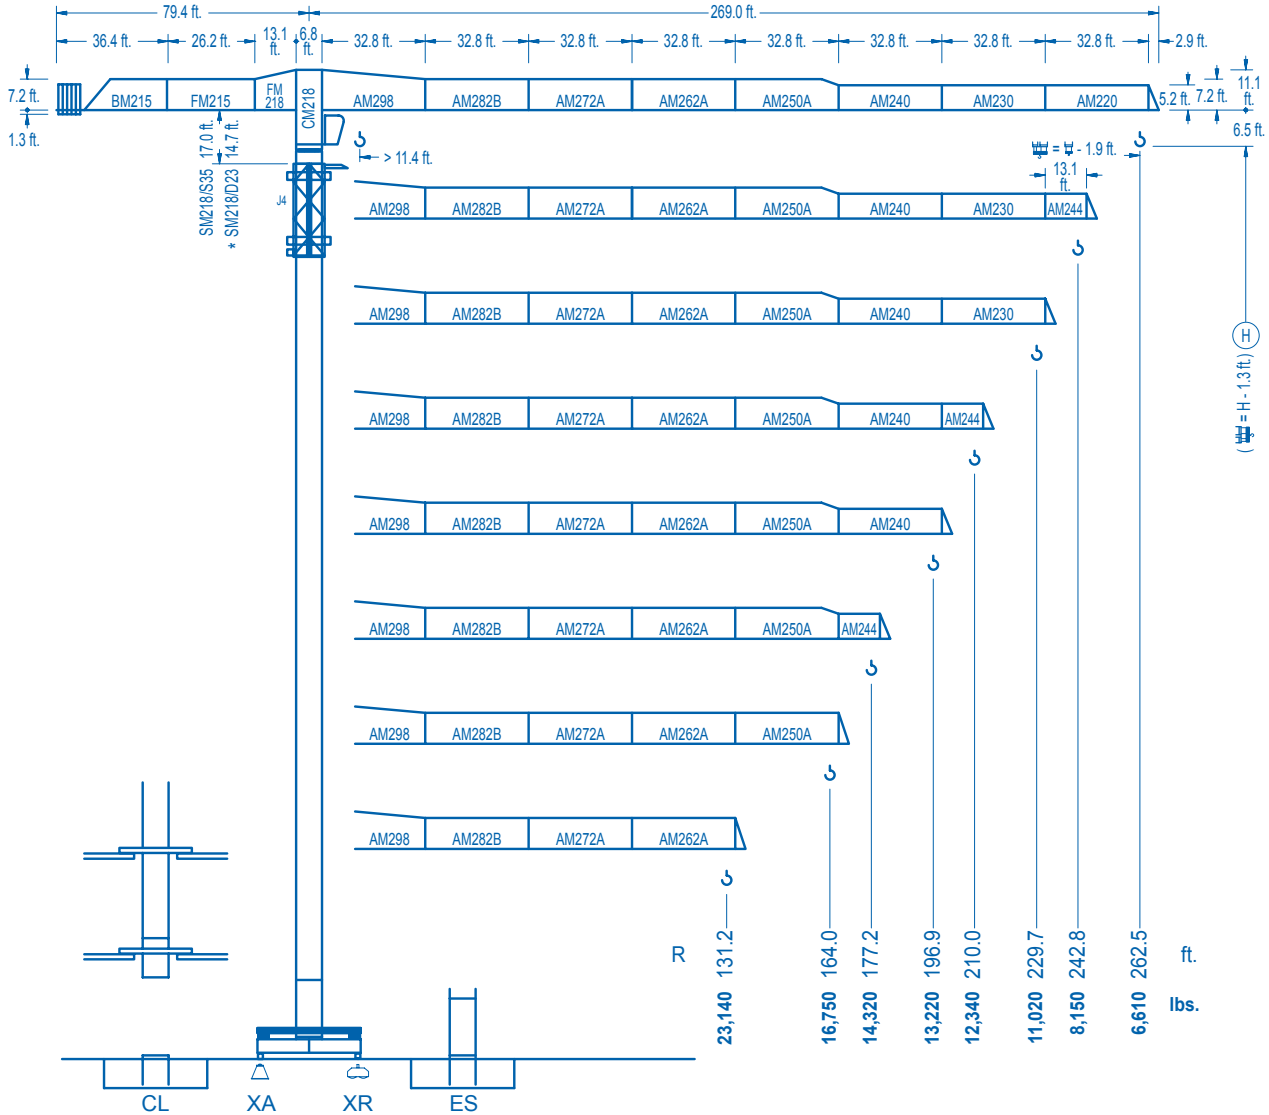 79.4 ft. 269.0 ft.
36.4 ft. 26.2 ft. 13.1 ft. 6.8 ft. 32.8 ft. 32.8 ft. 32.8 ft. 32.8 ft. 32.8 ft. 32.8 ft. 32.8 ft. 32.8 ft. 2.9 ft.
7.2 ft. BM215 FM215 FM 218 CM218 AM298 AM282B AM272A AM262A AM250A AM240 AM230 AM220 5.2 ft. 7.2 ft. 11.1 ft.
1.3 ft. 6.5 ft.
SM218/S35 17.0 ft.
* SM218/D23 14.7 ft.
> 11.4 ft.
= - 1.9 ft.
13.1 ft.
J4
AM298 AM282B AM272A AM262A AM250A AM240 AM230 AM244
AM298 AM282B AM272A AM262A AM250A AM240 AM230
H
( = H - 1.3 ft.)
AM298 AM282B AM272A AM262A AM250A AM240 AM244
AM298 AM282B AM272A AM262A AM250A AM240
AM298 AM282B AM272A AM262A AM250A AM244
AM298 AM282B AM272A AM262A AM250A
AM298 AM282B AM272A AM262A
R 131.2 164.0 177.2 196.9 210.0 229.7 242.8 262.5 ft.
23,140 16,750 14,320 13,220 12,340 11,020 8,150 6,610 lbs.
CL XA XR ES